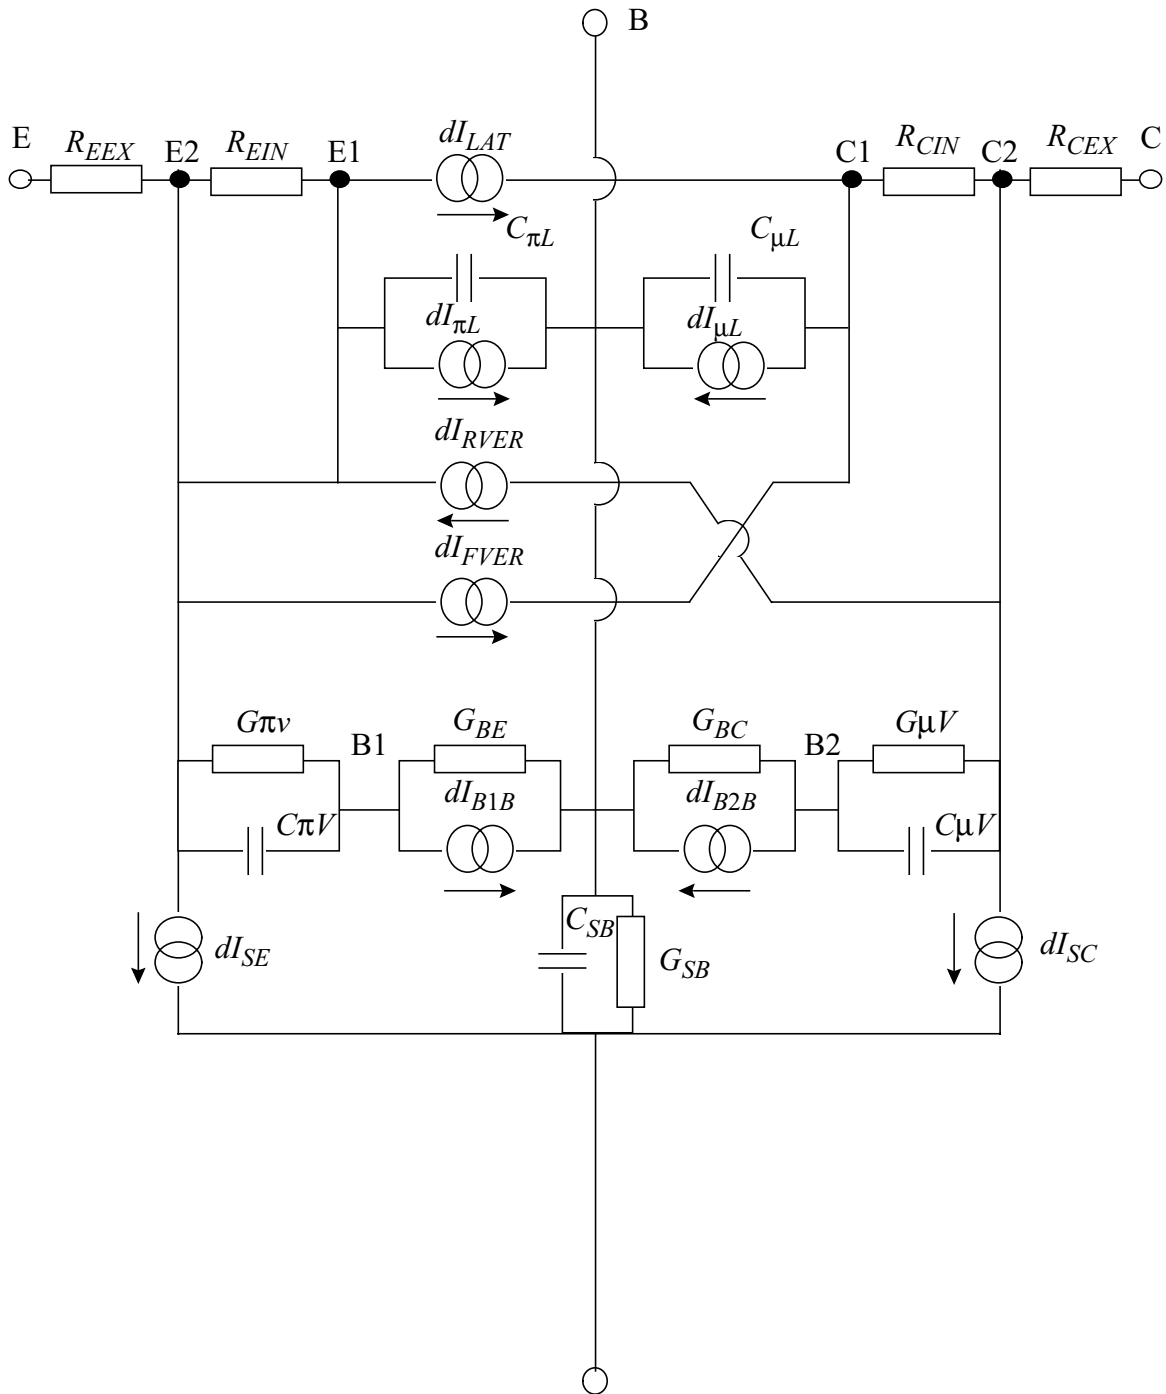 B
E
R_EEX
E2
R_EIN
E1
dI_LAT
C1
R_CIN
C2
R_CEX
C
C_πL
C_μL
dI_πL
dI_μL
dI_RVER
dI_FVER
Gπv
B1
G_BE
G_BC
B2
GμV
CπV
dI_B1B
dI_B2B
CμV
dI_SE
C_SB
G_SB
dI_SC